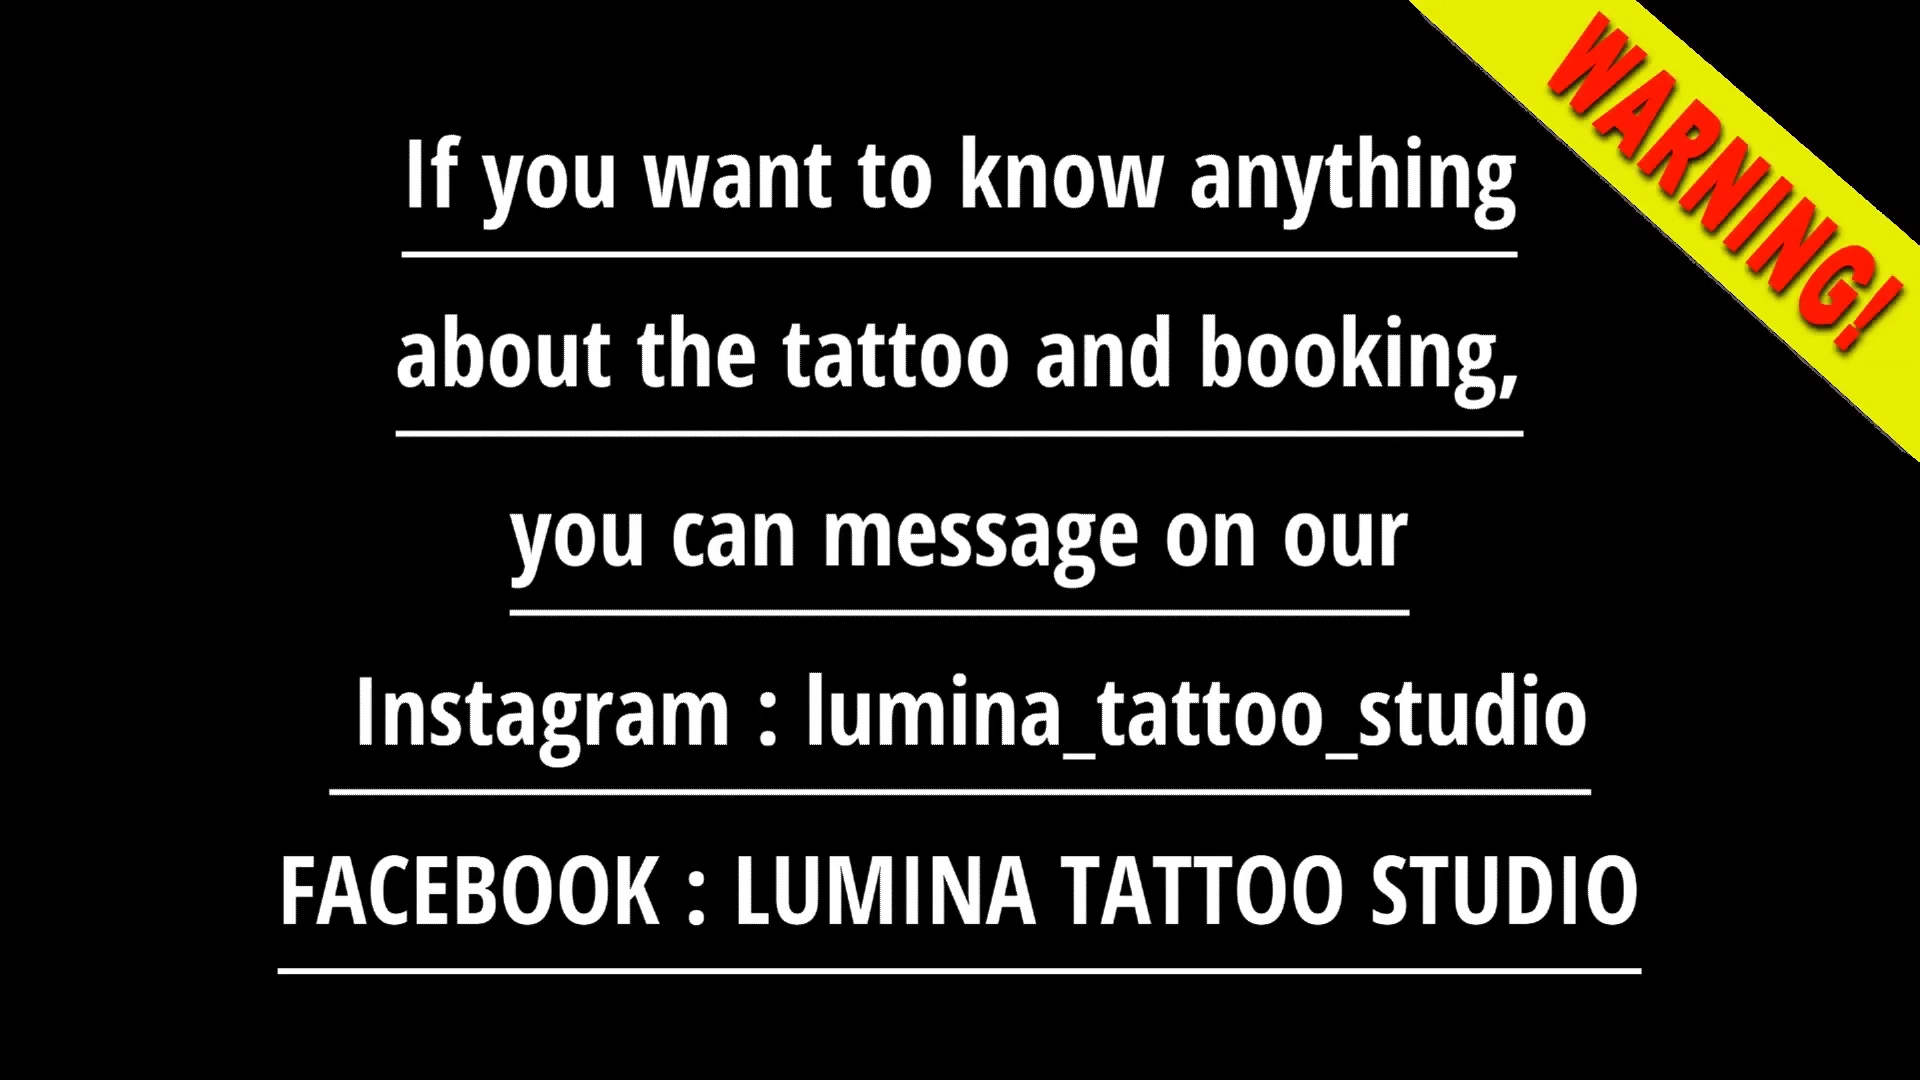 WARNING!
If you want to know anything
about the tattoo and booking,
you can message on our
Instagram : lumina_tattoo_studio
FACEBOOK : LUMINA TATTOO STUDIO